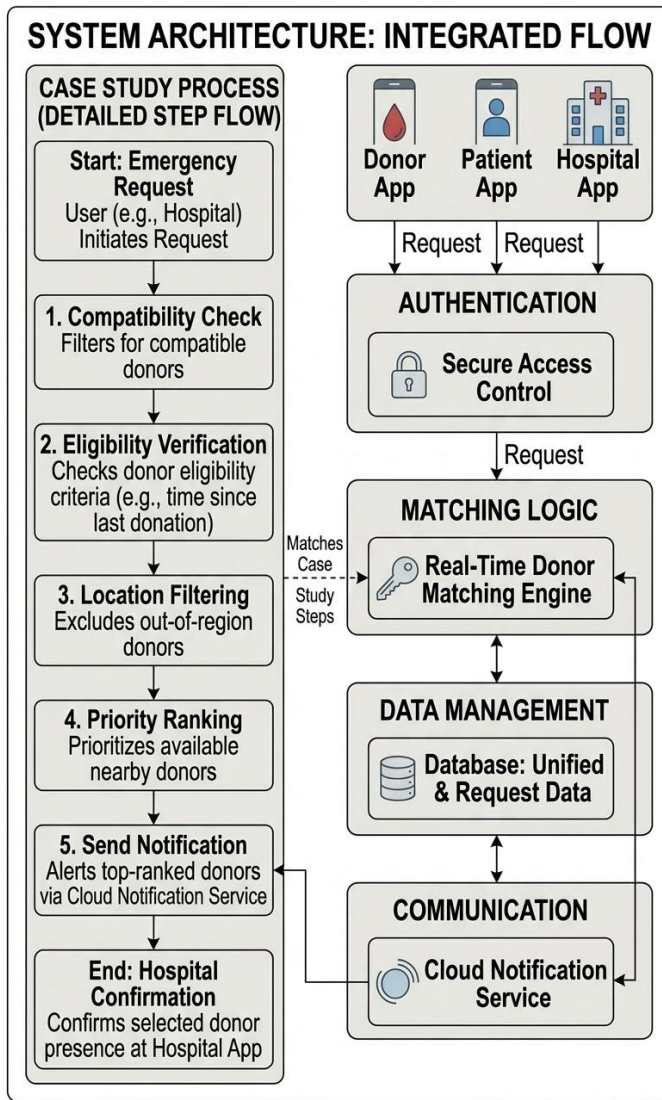 SYSTEM ARCHITECTURE: INTEGRATED FLOW
CASE STUDY PROCESS
(DETAILED STEP FLOW)
Start: Emergency
Request
User (e.g., Hospital)
Initiates Request
1. Compatibility Check
Filters for compatible
donors
2. Eligibility Verification
Checks donor eligibility
criteria (e.g., time since
last donation)
3. Location Filtering
Excludes out-of-region
donors
4. Priority Ranking
Prioritizes available
nearby donors
5. Send Notification
Alerts top-ranked donors
via Cloud Notification Service
End: Hospital
Confirmation
Confirms selected donor
presence at Hospital App
Matches
Case
Study
Steps
Donor
App
Patient
App
Hospital
App
Request
Request
AUTHENTICATION
Secure Access
Control
Request
MATCHING LOGIC
Real-Time Donor
Matching Engine
DATA MANAGEMENT
Database: Unified
& Request Data
COMMUNICATION
Cloud Notification
Service